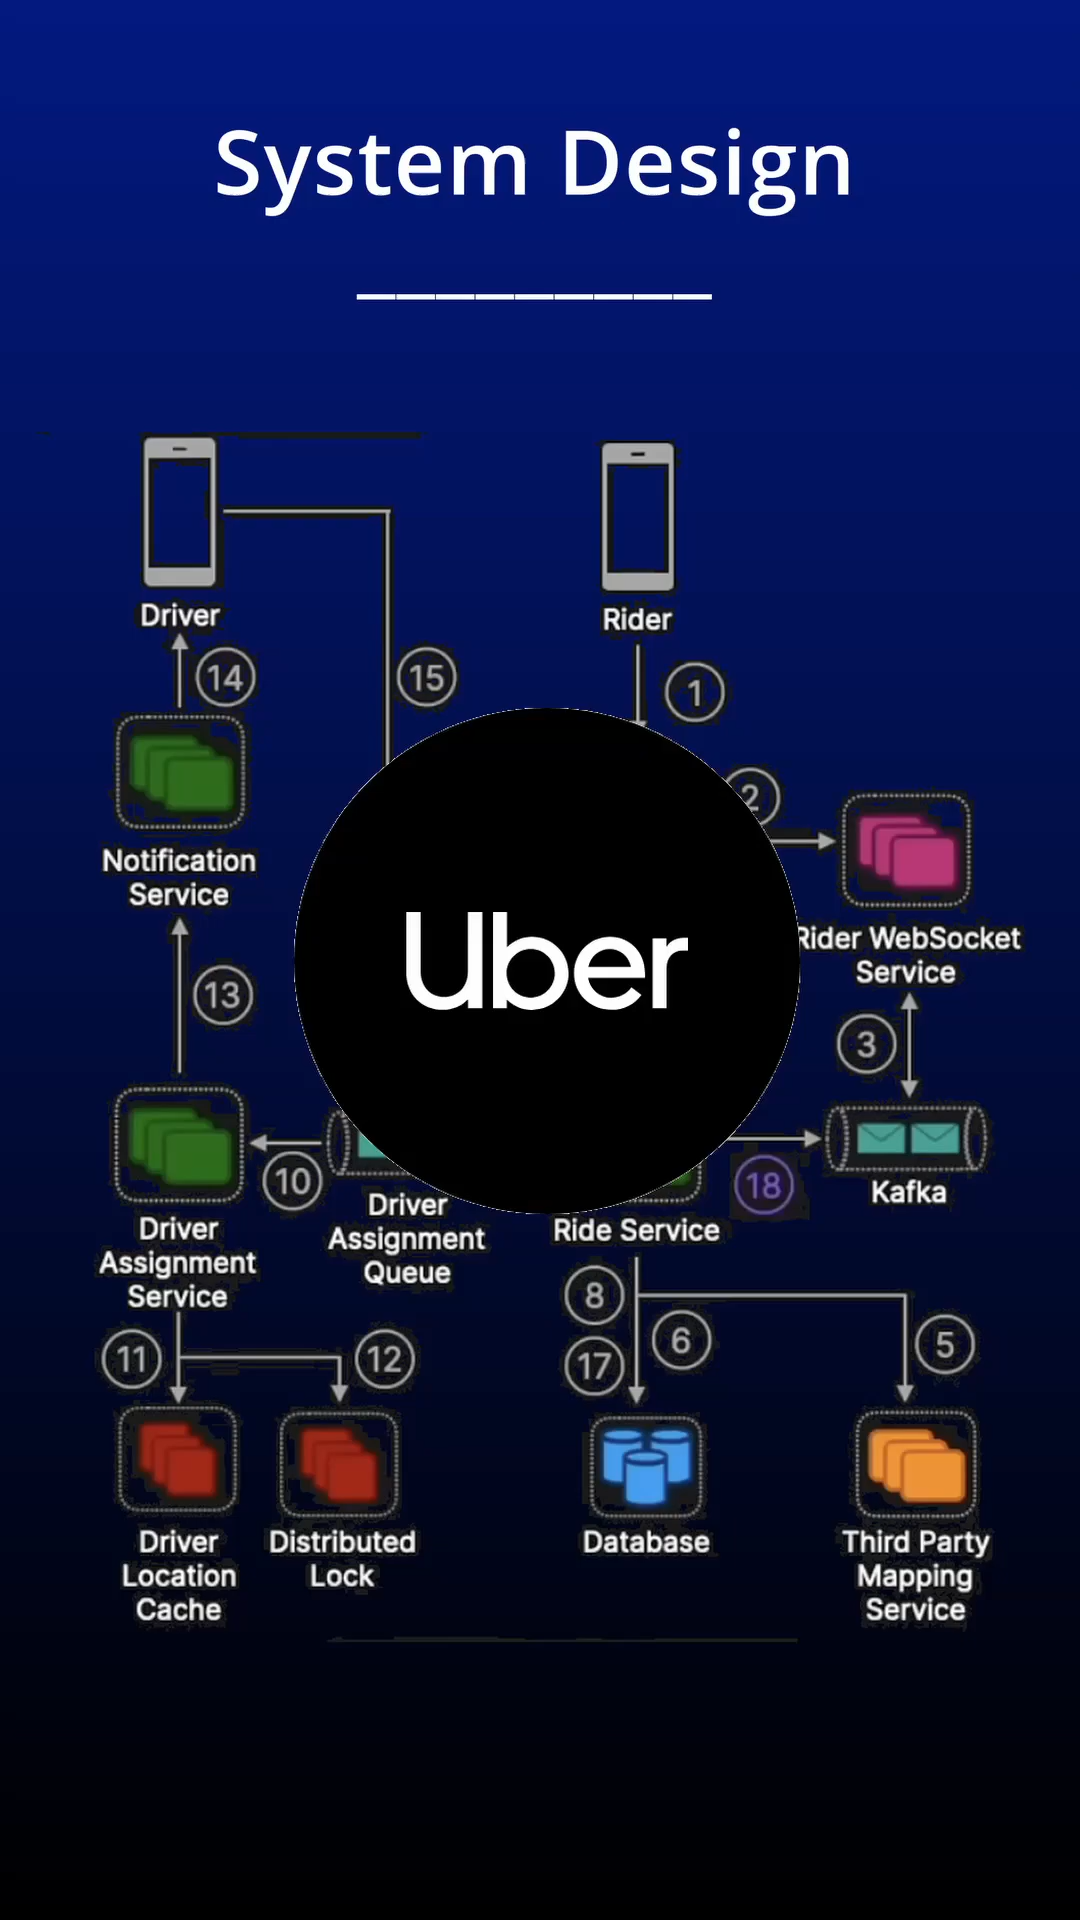 System Design
Driver
Rider
14
15
1
2
Notification
Service
Uber
Rider WebSocket
Service
13
3
10
18
Driver
Assignment
Queue
Ride Service
Kafka
Driver
Assignment
Service
8
6
17
5
11
12
Driver
Location
Cache
Distributed
Lock
Database
Third Party
Mapping
Service